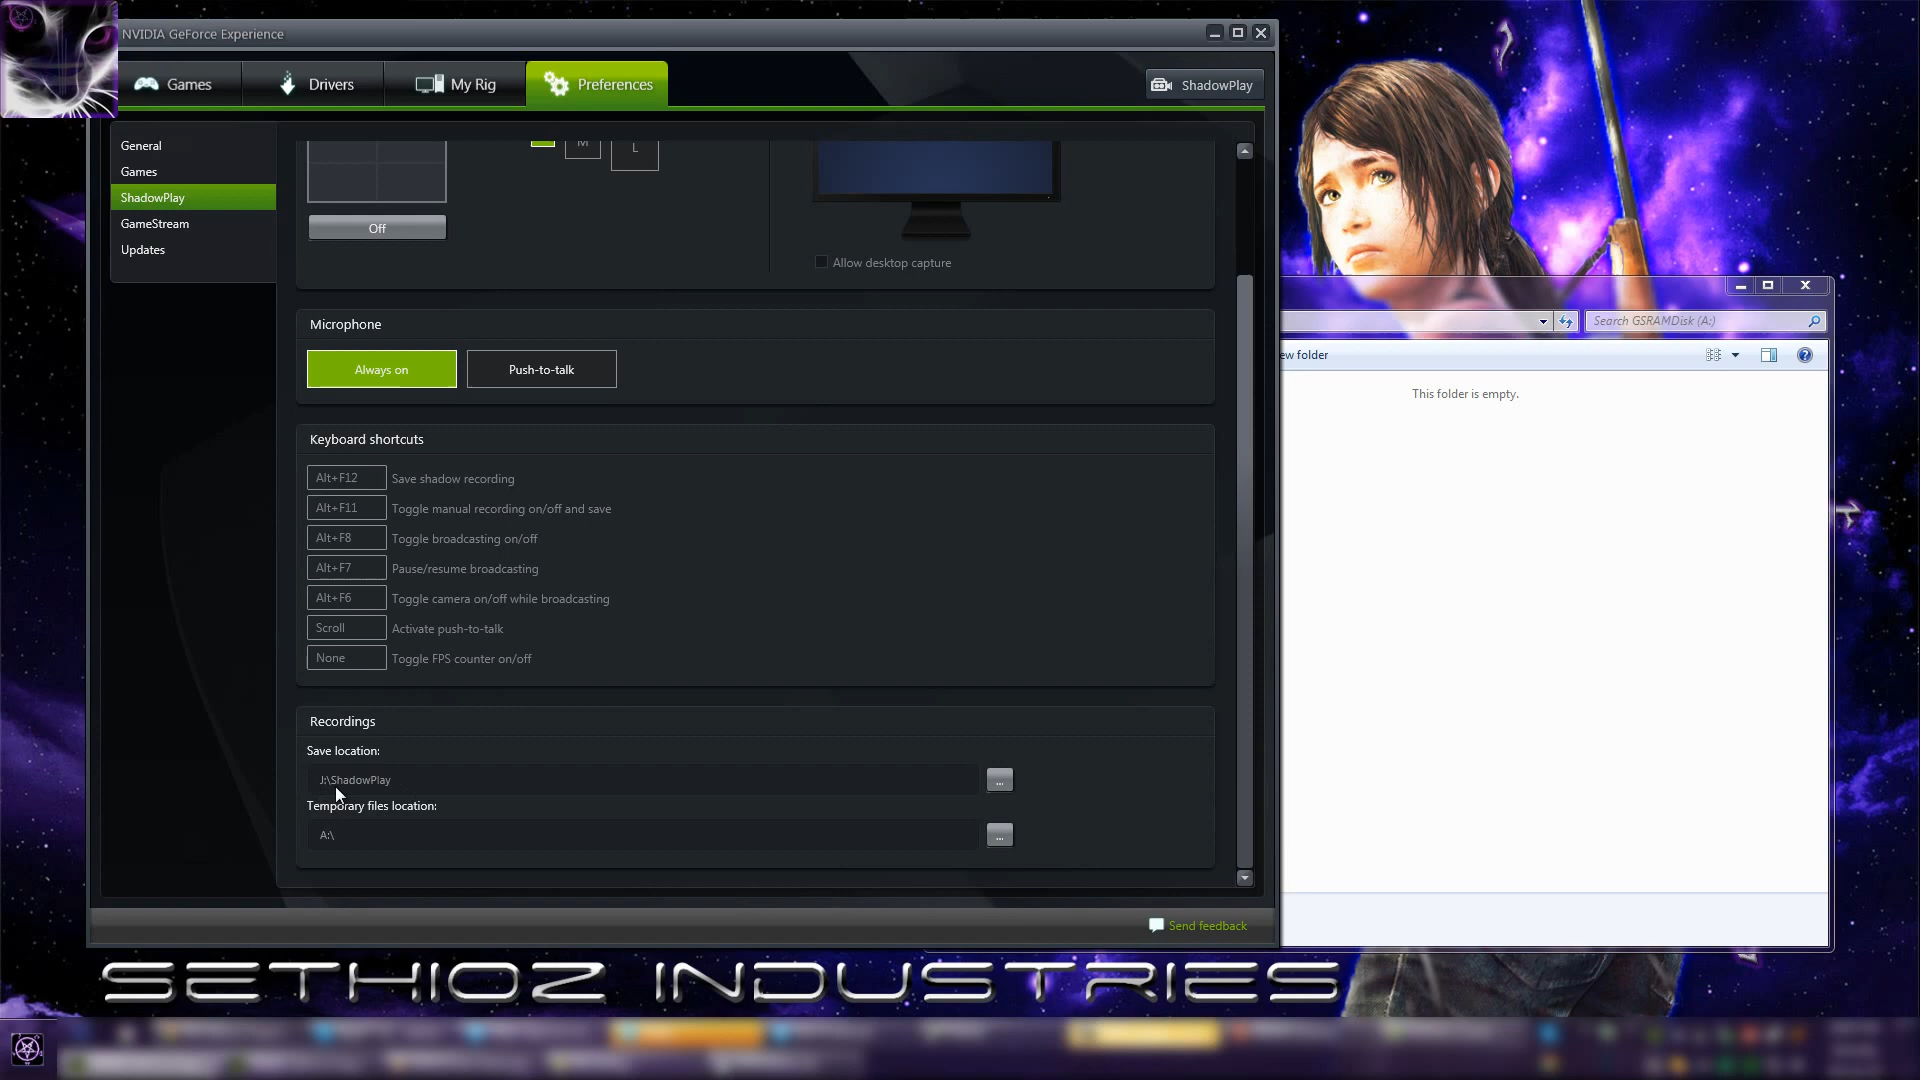 NVIDIA GeForce Experience
Games
Drivers
My Rig
Preferences
ShadowPlay
General
Games
ShadowPlay
GameStream
Updates
M
L
Off
Allow desktop capture
Microphone
Always on
Push-to-talk
Keyboard shortcuts
Alt+F12 Save shadow recording
Alt+F11 Toggle manual recording on/off and save
Alt+F8 Toggle broadcasting on/off
Alt+F7 Pause/resume broadcasting
Alt+F6 Toggle camera on/off while broadcasting
Scroll Activate push-to-talk
None Toggle FPS counter on/off
Recordings
Save location:
J:\ShadowPlay
...
Temporary files location:
A:\
...
Send feedback
Search GSRAMDisk (A:)
ew folder
This folder is empty.
SETHIOZ INDUSTRIES